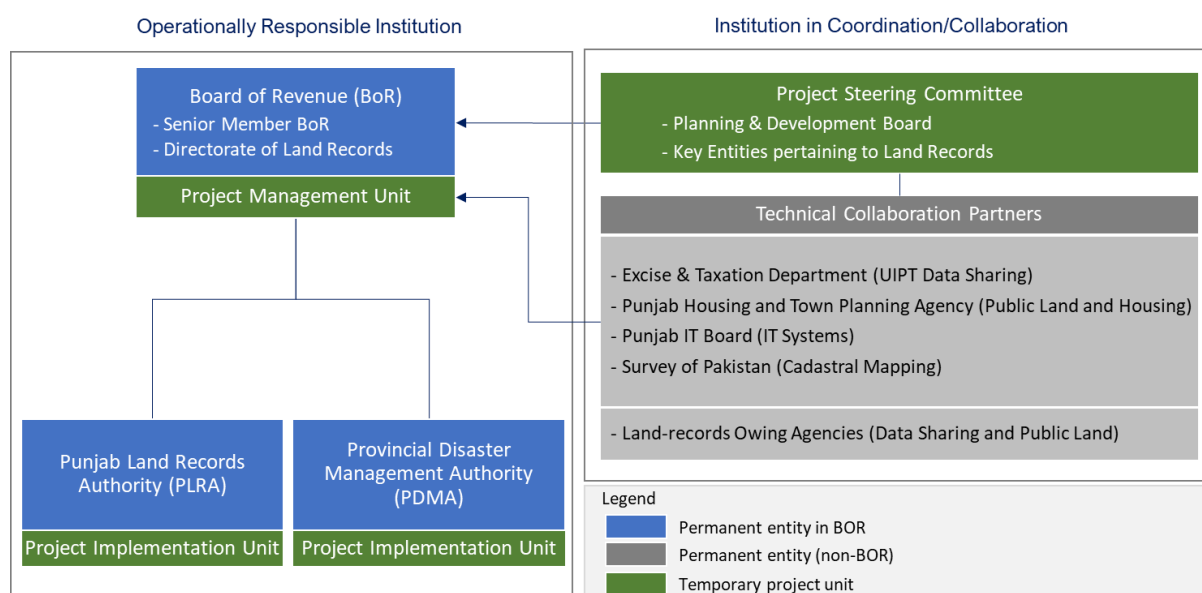 Operationally Responsible Institution
Board of Revenue (BoR)
- Senior Member BoR
- Directorate of Land Records
Project Management Unit
Punjab Land Records
Authority (PLRA)
Project Implementation Unit
Provincial Disaster
Management Authority
(PDMA)
Project Implementation Unit
Institution in Coordination/Collaboration
Project Steering Committee
- Planning & Development Board
- Key Entities pertaining to Land Records
Technical Collaboration Partners
- Excise & Taxation Department (UIPT Data Sharing)
- Punjab Housing and Town Planning Agency (Public Land and Housing)
- Punjab IT Board (IT Systems)
- Survey of Pakistan (Cadastral Mapping)
- Land-records Owing Agencies (Data Sharing and Public Land)
Legend
Permanent entity in BOR
Permanent entity (non-BOR)
Temporary project unit